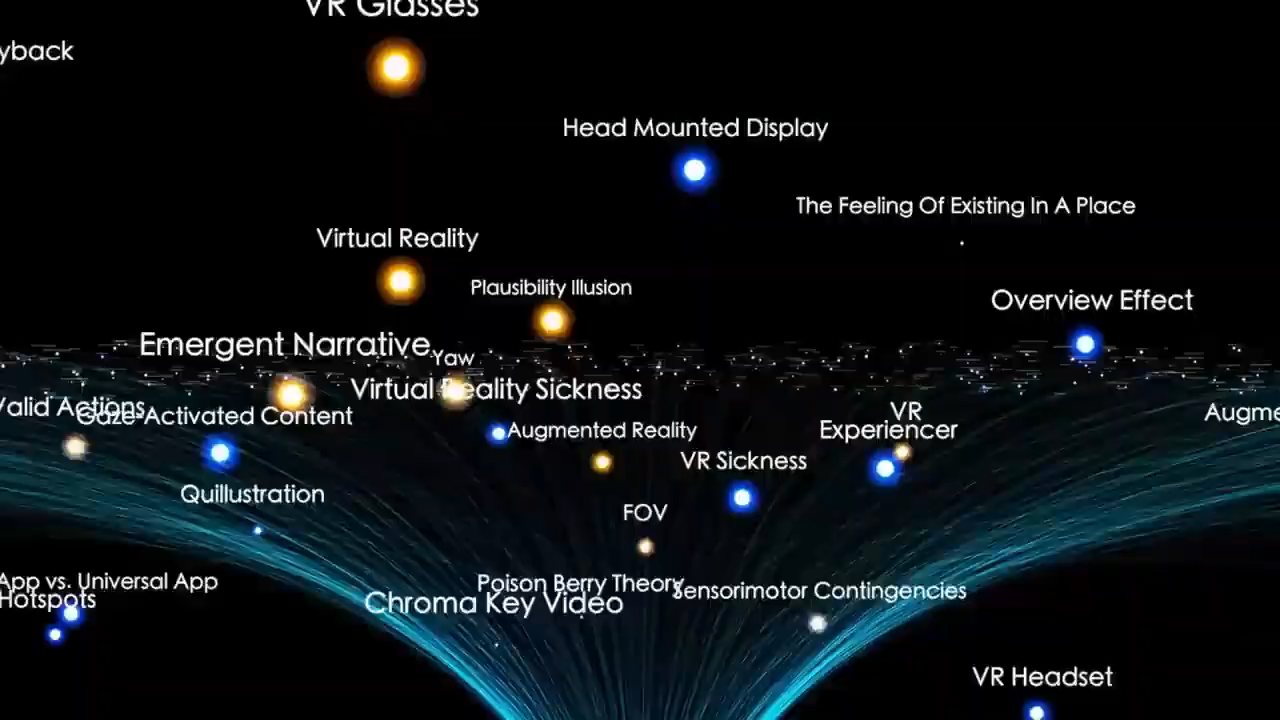 VR Glasses
yback
Head Mounted Display
The Feeling Of Existing In A Place
Virtual Reality
Plausibility Illusion
Overview Effect
Emergent Narrative
Yaw
Virtual Reality Sickness
Valid Actions
Gaze-Activated Content
VR
Experiencer
Augme
Augmented Reality
VR Sickness
Quillustration
FOV
App vs. Universal App
Hotspots
Poison Berry Theory
Chroma Key Video
Sensorimotor Contingencies
VR Headset